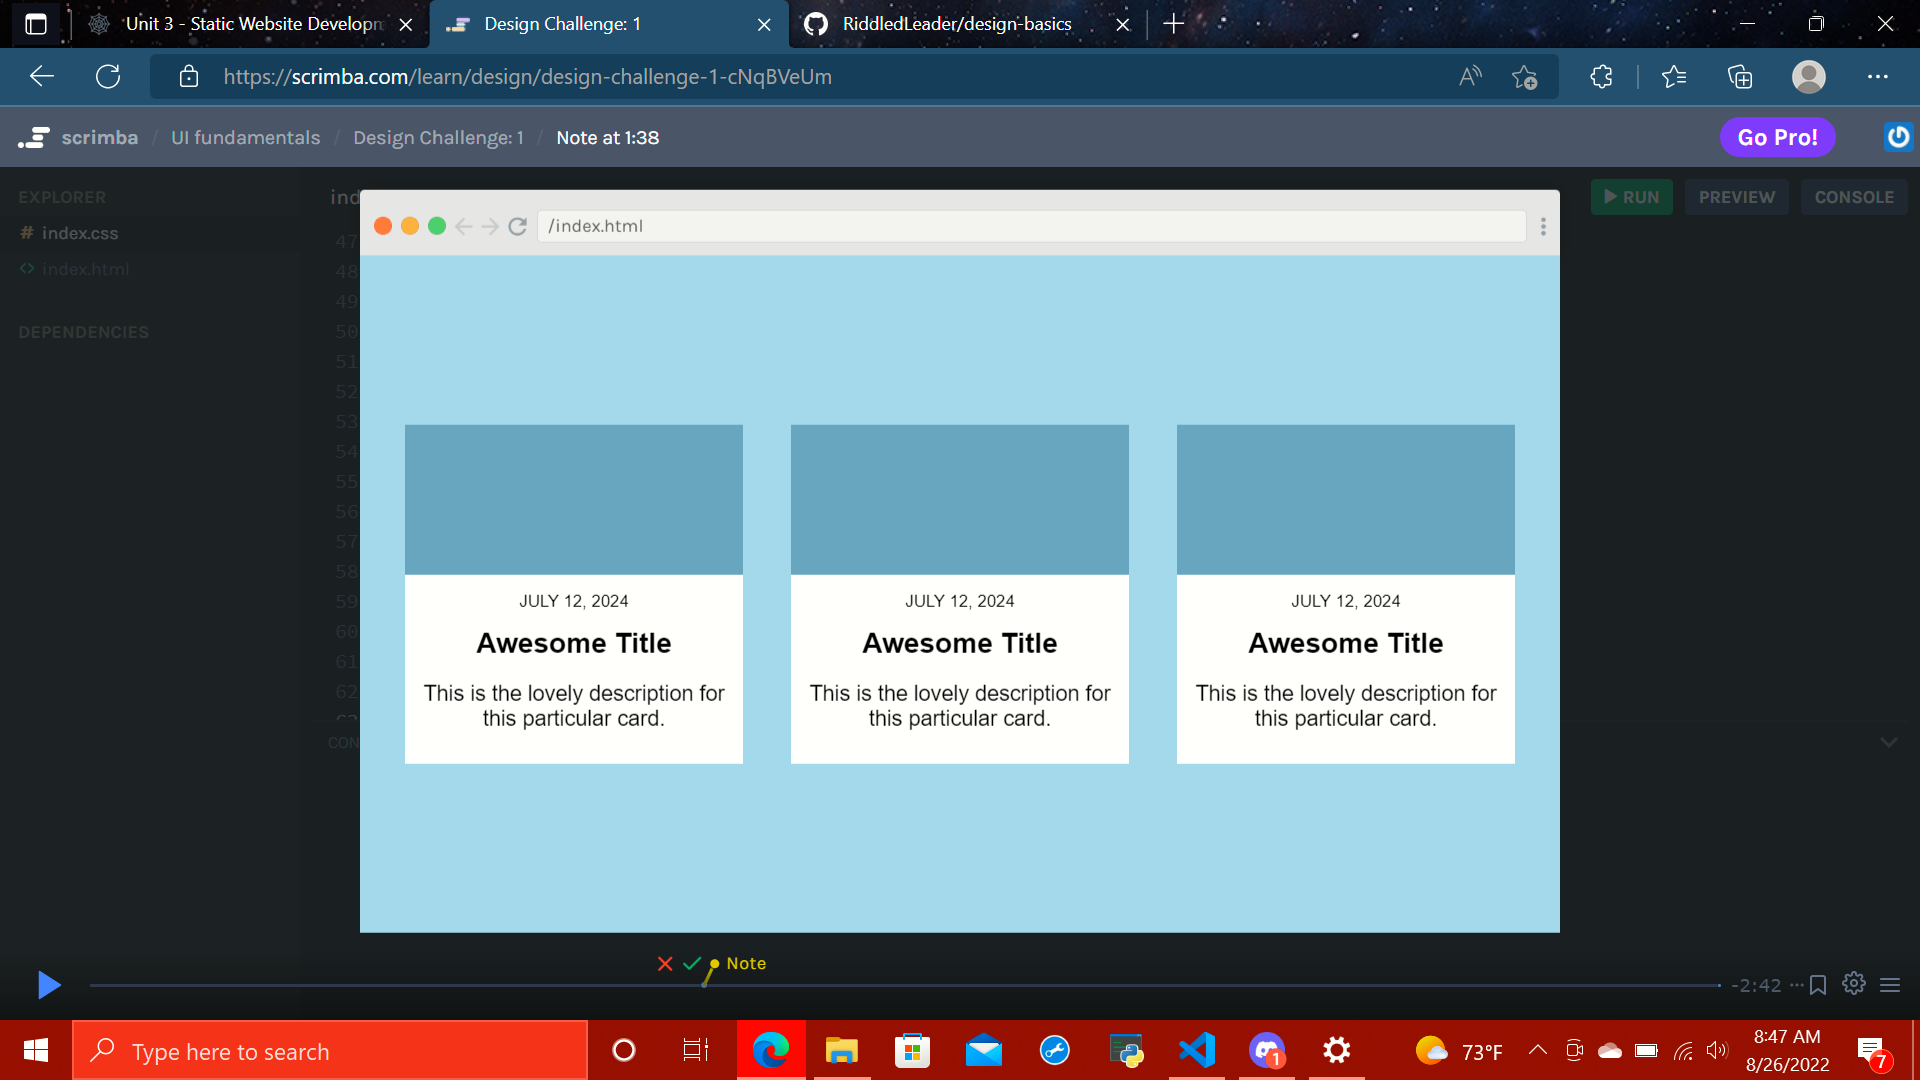 Unit 3 - Static Website Developm
Design Challenge: 1
RiddledLeader/design-basics
https://scrimba.com/learn/design/design-challenge-1-cNqBVeUm
scrimba / UI fundamentals / Design Challenge: 1 / Note at 1:38
Go Pro!
EXPLORER
# index.css
<> index.html
DEPENDENCIES
ind
RUN
PREVIEW
CONSOLE
47
48
49
50
51
52
53
54
55
56
57
58
59
60
61
62
63
CON
/index.html
JULY 12, 2024
Awesome Title
This is the lovely description for
this particular card.
JULY 12, 2024
Awesome Title
This is the lovely description for
this particular card.
JULY 12, 2024
Awesome Title
This is the lovely description for
this particular card.
Note
-2:42
Type here to search
1
73°F
8:47 AM
8/26/2022
7